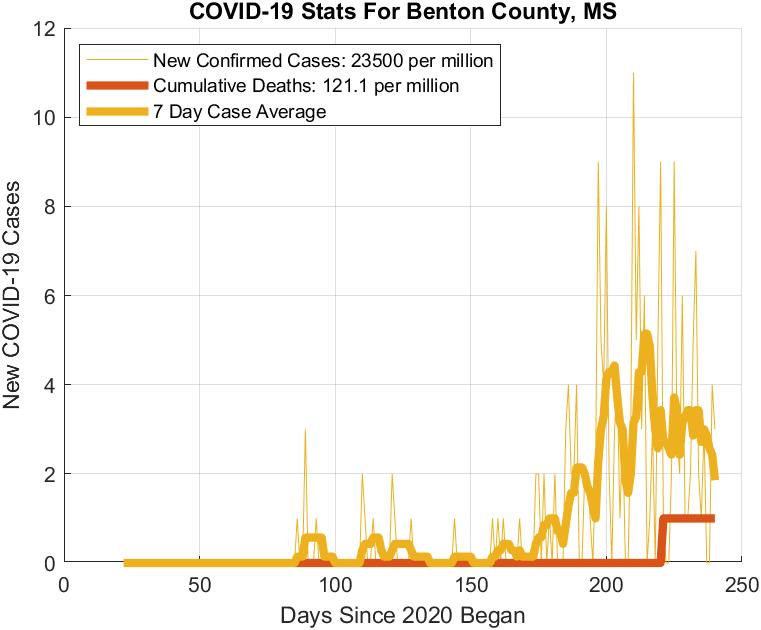 COVID-19 Stats For Benton County, MS
New Confirmed Cases: 23500 per million
Cumulative Deaths: 121.1 per million
7 Day Case Average
New COVID-19 Cases
12
10
8
6
4
2
0
0 50 100 150 200 250
Days Since 2020 Began